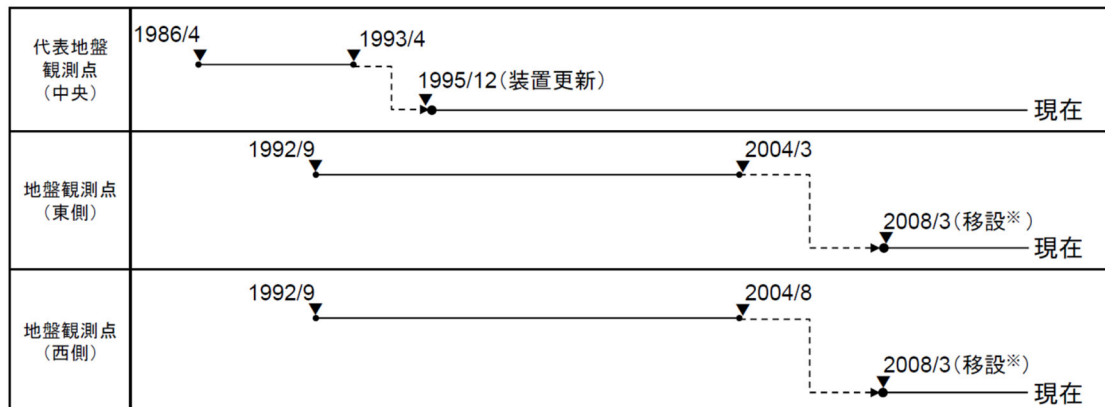 代表地盤
観測点
（中央）
1986/4
1993/4
1995/12（装置更新）
現在
地盤観測点
（東側）
1992/9
2004/3
2008/3（移設※）
現在
地盤観測点
（西側）
1992/9
2004/8
2008/3（移設※）
現在